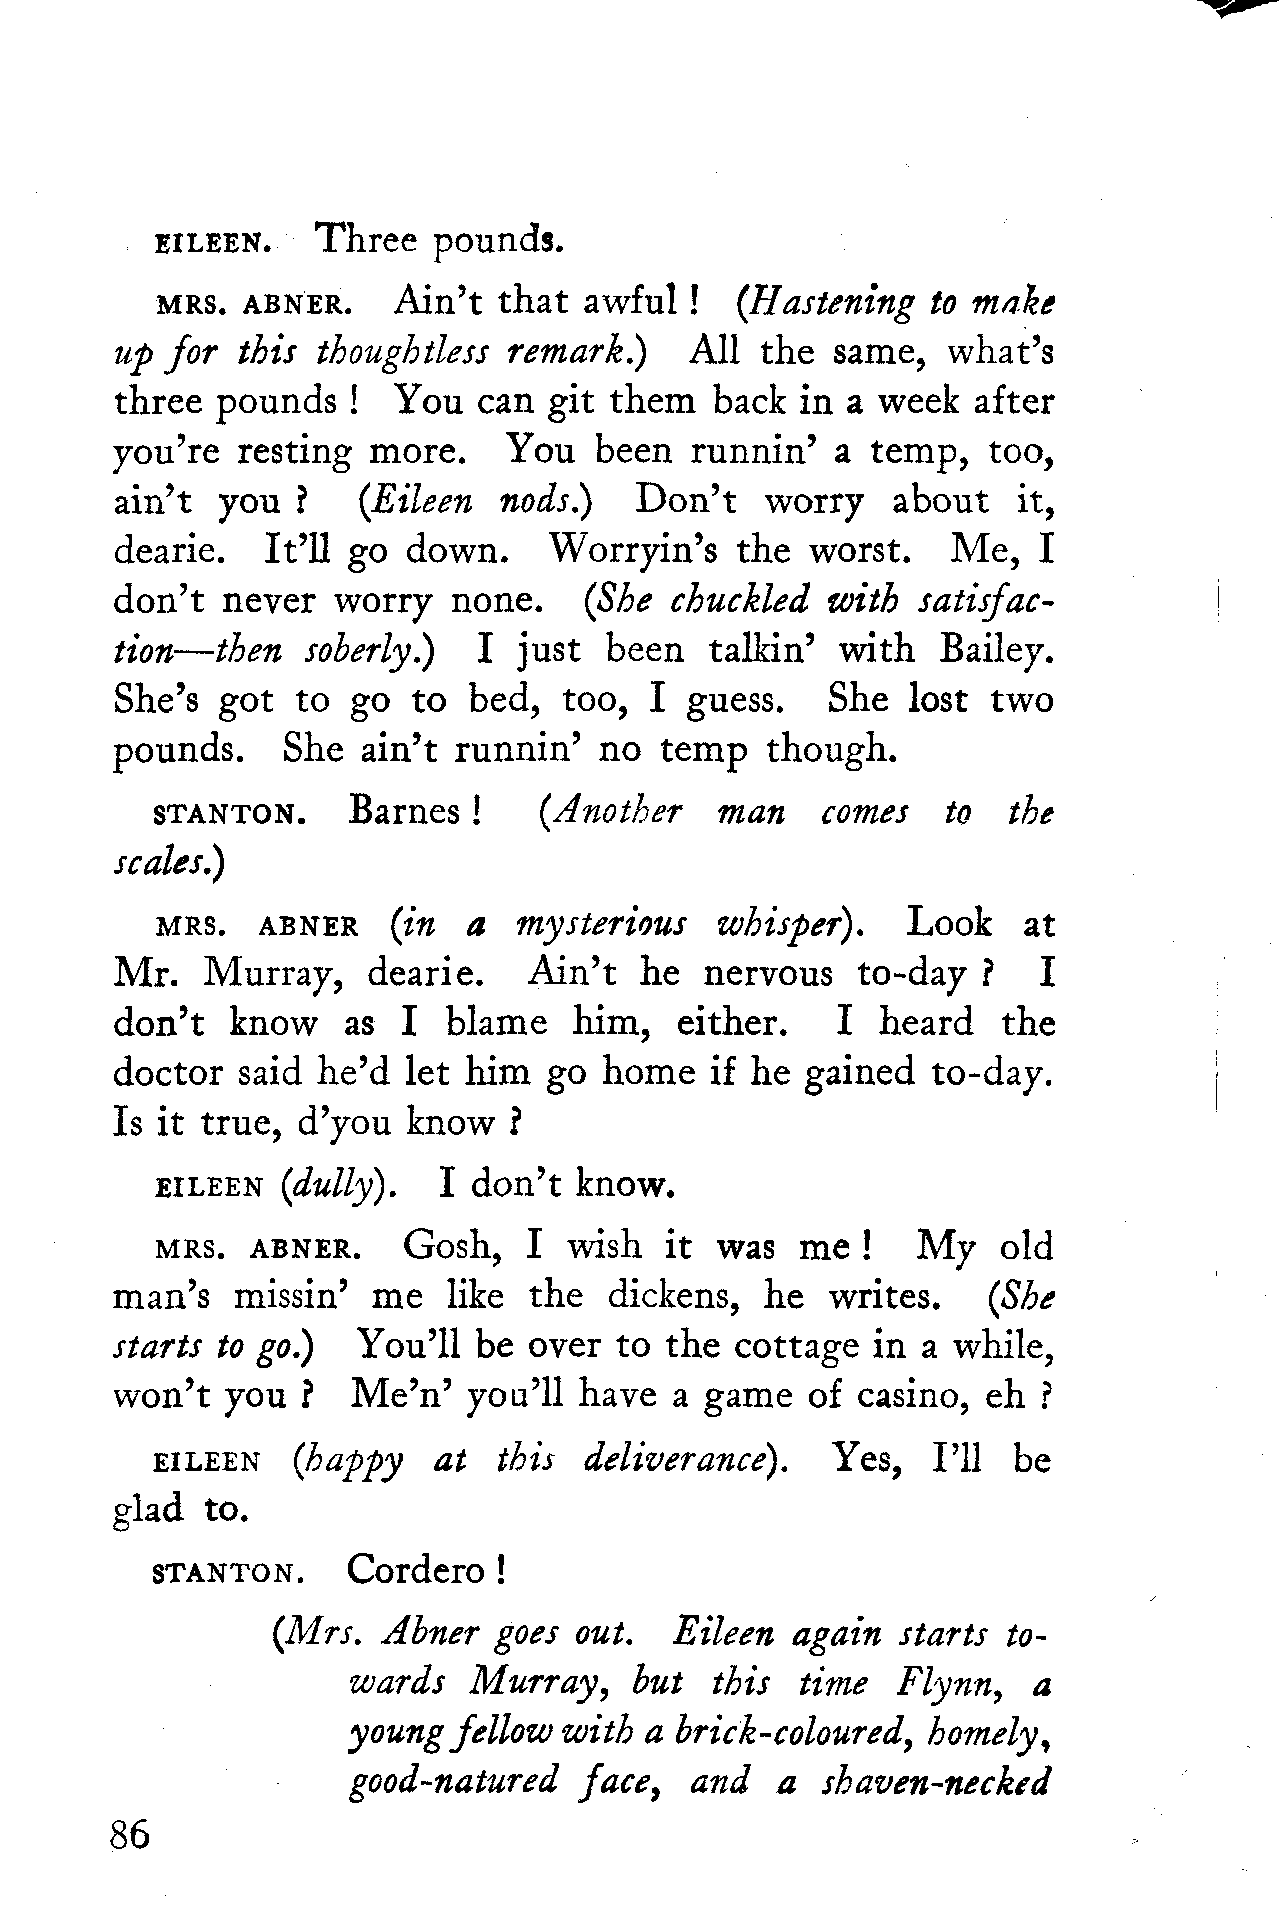 EILEEN. Three pounds.
MRS. ABNER. Ain't that awful ! (Hastening to make
up for this thoughtless remark.) All the same, what's
three pounds ! You can git them back in a week after
you're resting more. You been runnin' a temp, too,
ain't you ? (Eileen nods.) Don't worry about it,
dearie. It'll go down. Worryin's the worst. Me, I
don't never worry none. (She chuckled with satisfac-
tion—then soberly.) I just been talkin' with Bailey.
She's got to go to bed, too, I guess. She lost two
pounds. She ain't runnin' no temp though.
STANTON. Barnes ! (Another man comes to the
scales.)
MRS. ABNER (in a mysterious whisper). Look at
Mr. Murray, dearie. Ain't he nervous to-day ? I
don't know as I blame him, either. I heard the
doctor said he'd let him go home if he gained to-day.
Is it true, d'you know ?
EILEEN (dully). I don't know.
MRS. ABNER. Gosh, I wish it was me ! My old
man's missin' me like the dickens, he writes. (She
starts to go.) You'll be over to the cottage in a while,
won't you ? Me'n' you'll have a game of casino, eh ?
EILEEN (happy at this deliverance). Yes, I'll be
glad to.
STANTON. Cordero !
(Mrs. Abner goes out. Eileen again starts to-
wards Murray, but this time Flynn, a
young fellow with a brick-coloured, homely,
good-natured face, and a shaven-necked
86